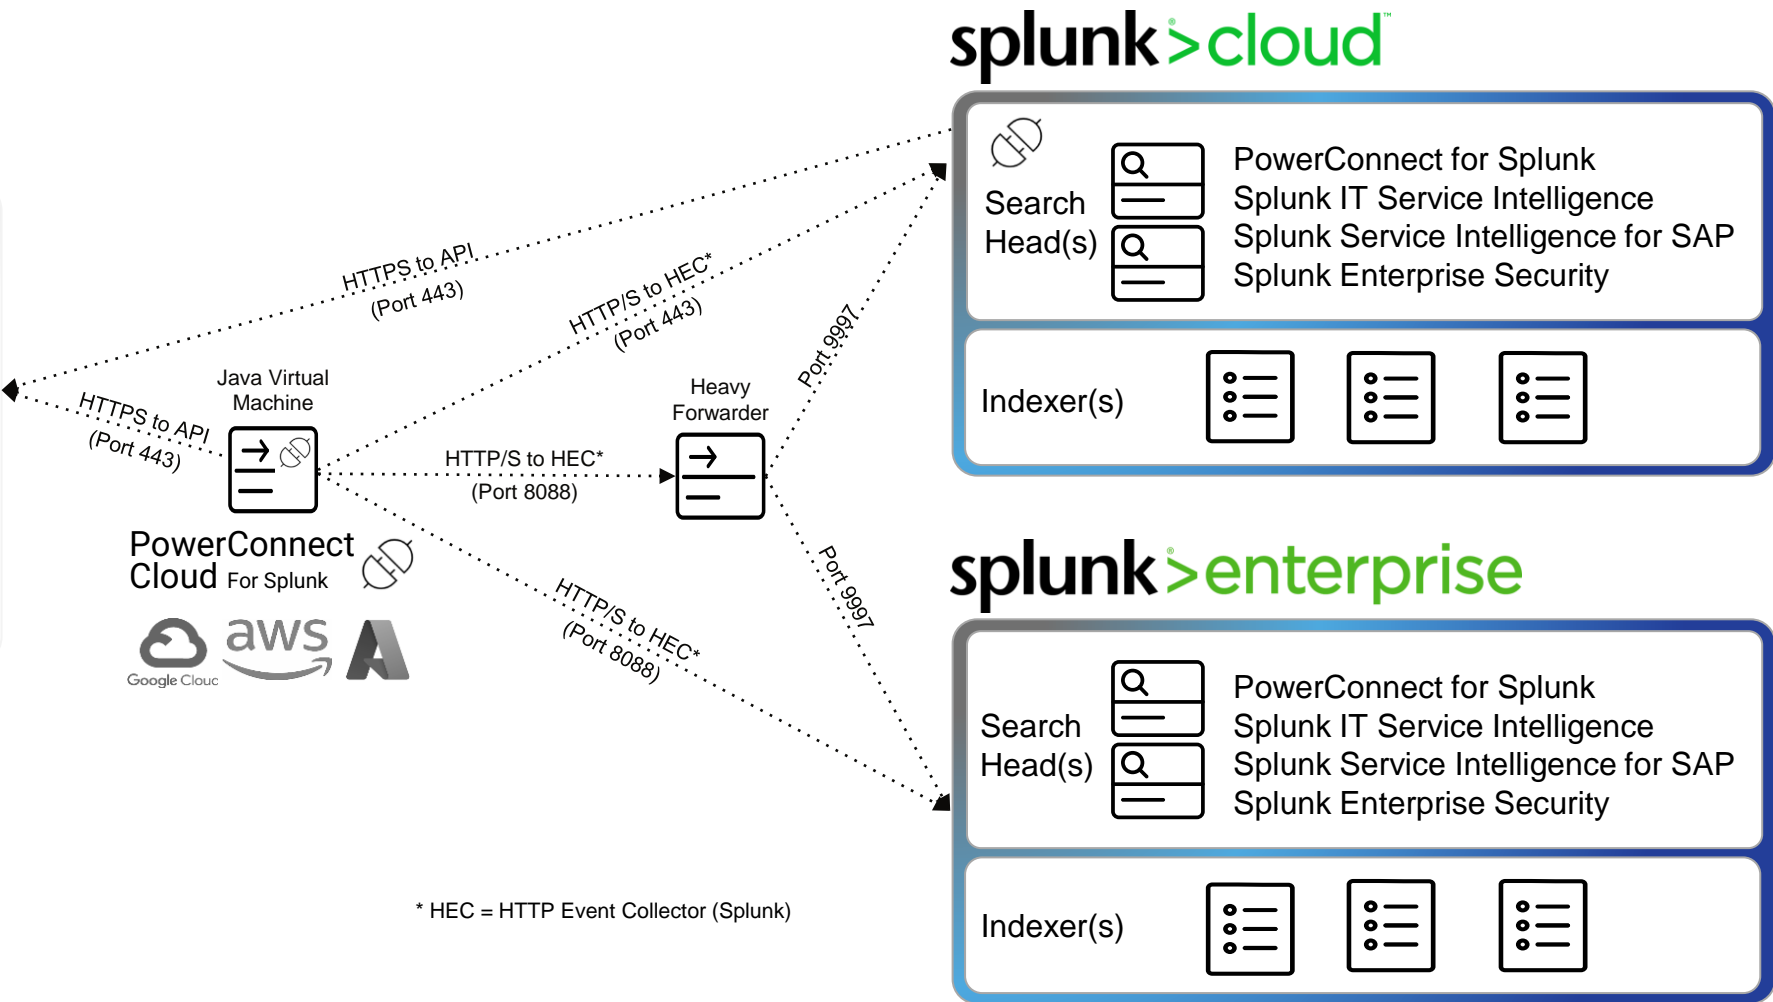 splunk>cloud™
PowerConnect for Splunk
Splunk IT Service Intelligence
Splunk Service Intelligence for SAP
Splunk Enterprise Security
Search
Head(s)
Indexer(s)
HTTPS to API
(Port 443)
HTTP/S to HEC*
(Port 443)
Port 9997
Java Virtual
Machine
HTTPS to API
(Port 443)
Heavy
Forwarder
HTTP/S to HEC*
(Port 8088)
PowerConnect
Cloud For Splunk
Google Cloud
aws
HTTP/S to HEC*
(Port 8088)
Port 9997
splunk®>enterprise
PowerConnect for Splunk
Splunk IT Service Intelligence
Splunk Service Intelligence for SAP
Splunk Enterprise Security
Search
Head(s)
Indexer(s)
* HEC = HTTP Event Collector (Splunk)